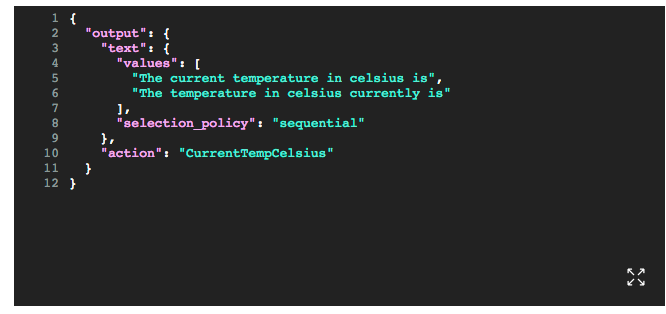 1 {
2   "output": {
3     "text": {
4       "values": [
5         "The current temperature in celsius is",
6         "The temperature in celsius currently is"
7       ],
8       "selection_policy": "sequential"
9     },
10     "action": "CurrentTempCelsius"
11   }
12 }